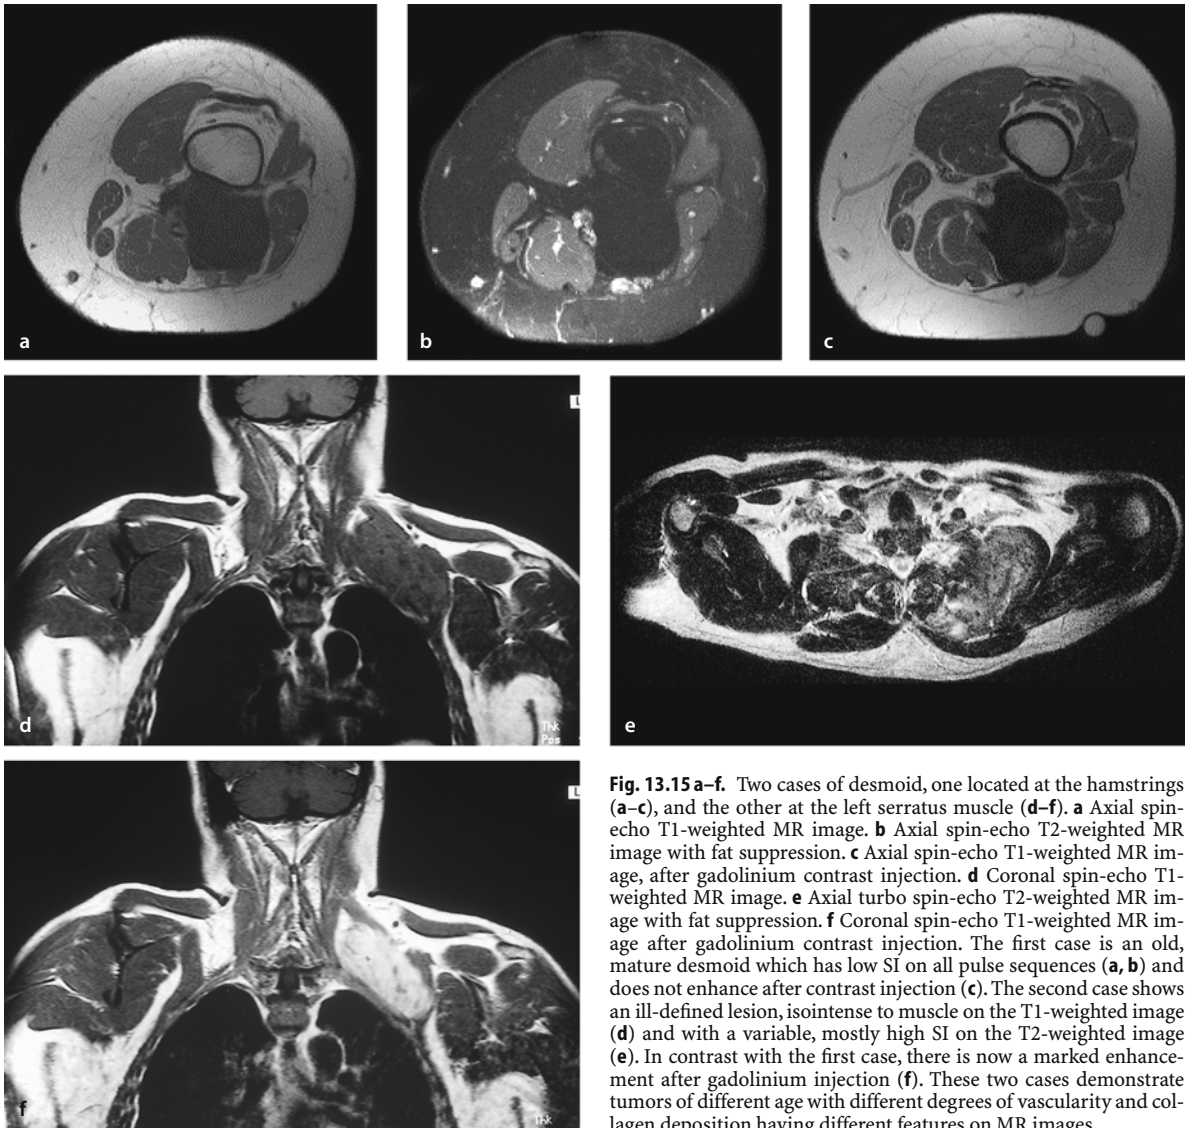 a
b
c
L
d
Thk
Pos
e
L
f
Thk
Fig. 13.15 a–f. Two cases of desmoid, one located at the hamstrings
(a–c), and the other at the left serratus muscle (d–f). a Axial spin-
echo T1-weighted MR image. b Axial spin-echo T2-weighted MR
image with fat suppression. c Axial spin-echo T1-weighted MR im-
age, after gadolinium contrast injection. d Coronal spin-echo T1-
weighted MR image. e Axial turbo spin-echo T2-weighted MR im-
age with fat suppression. f Coronal spin-echo T1-weighted MR im-
age after gadolinium contrast injection. The first case is an old,
mature desmoid which has low SI on all pulse sequences (a, b) and
does not enhance after contrast injection (c). The second case shows
an ill-defined lesion, isointense to muscle on the T1-weighted image
(d) and with a variable, mostly high SI on the T2-weighted image
(e). In contrast with the first case, there is now a marked enhance-
ment after gadolinium injection (f). These two cases demonstrate
tumors of different age with different degrees of vascularity and col-
lagen deposition having different features on MR images